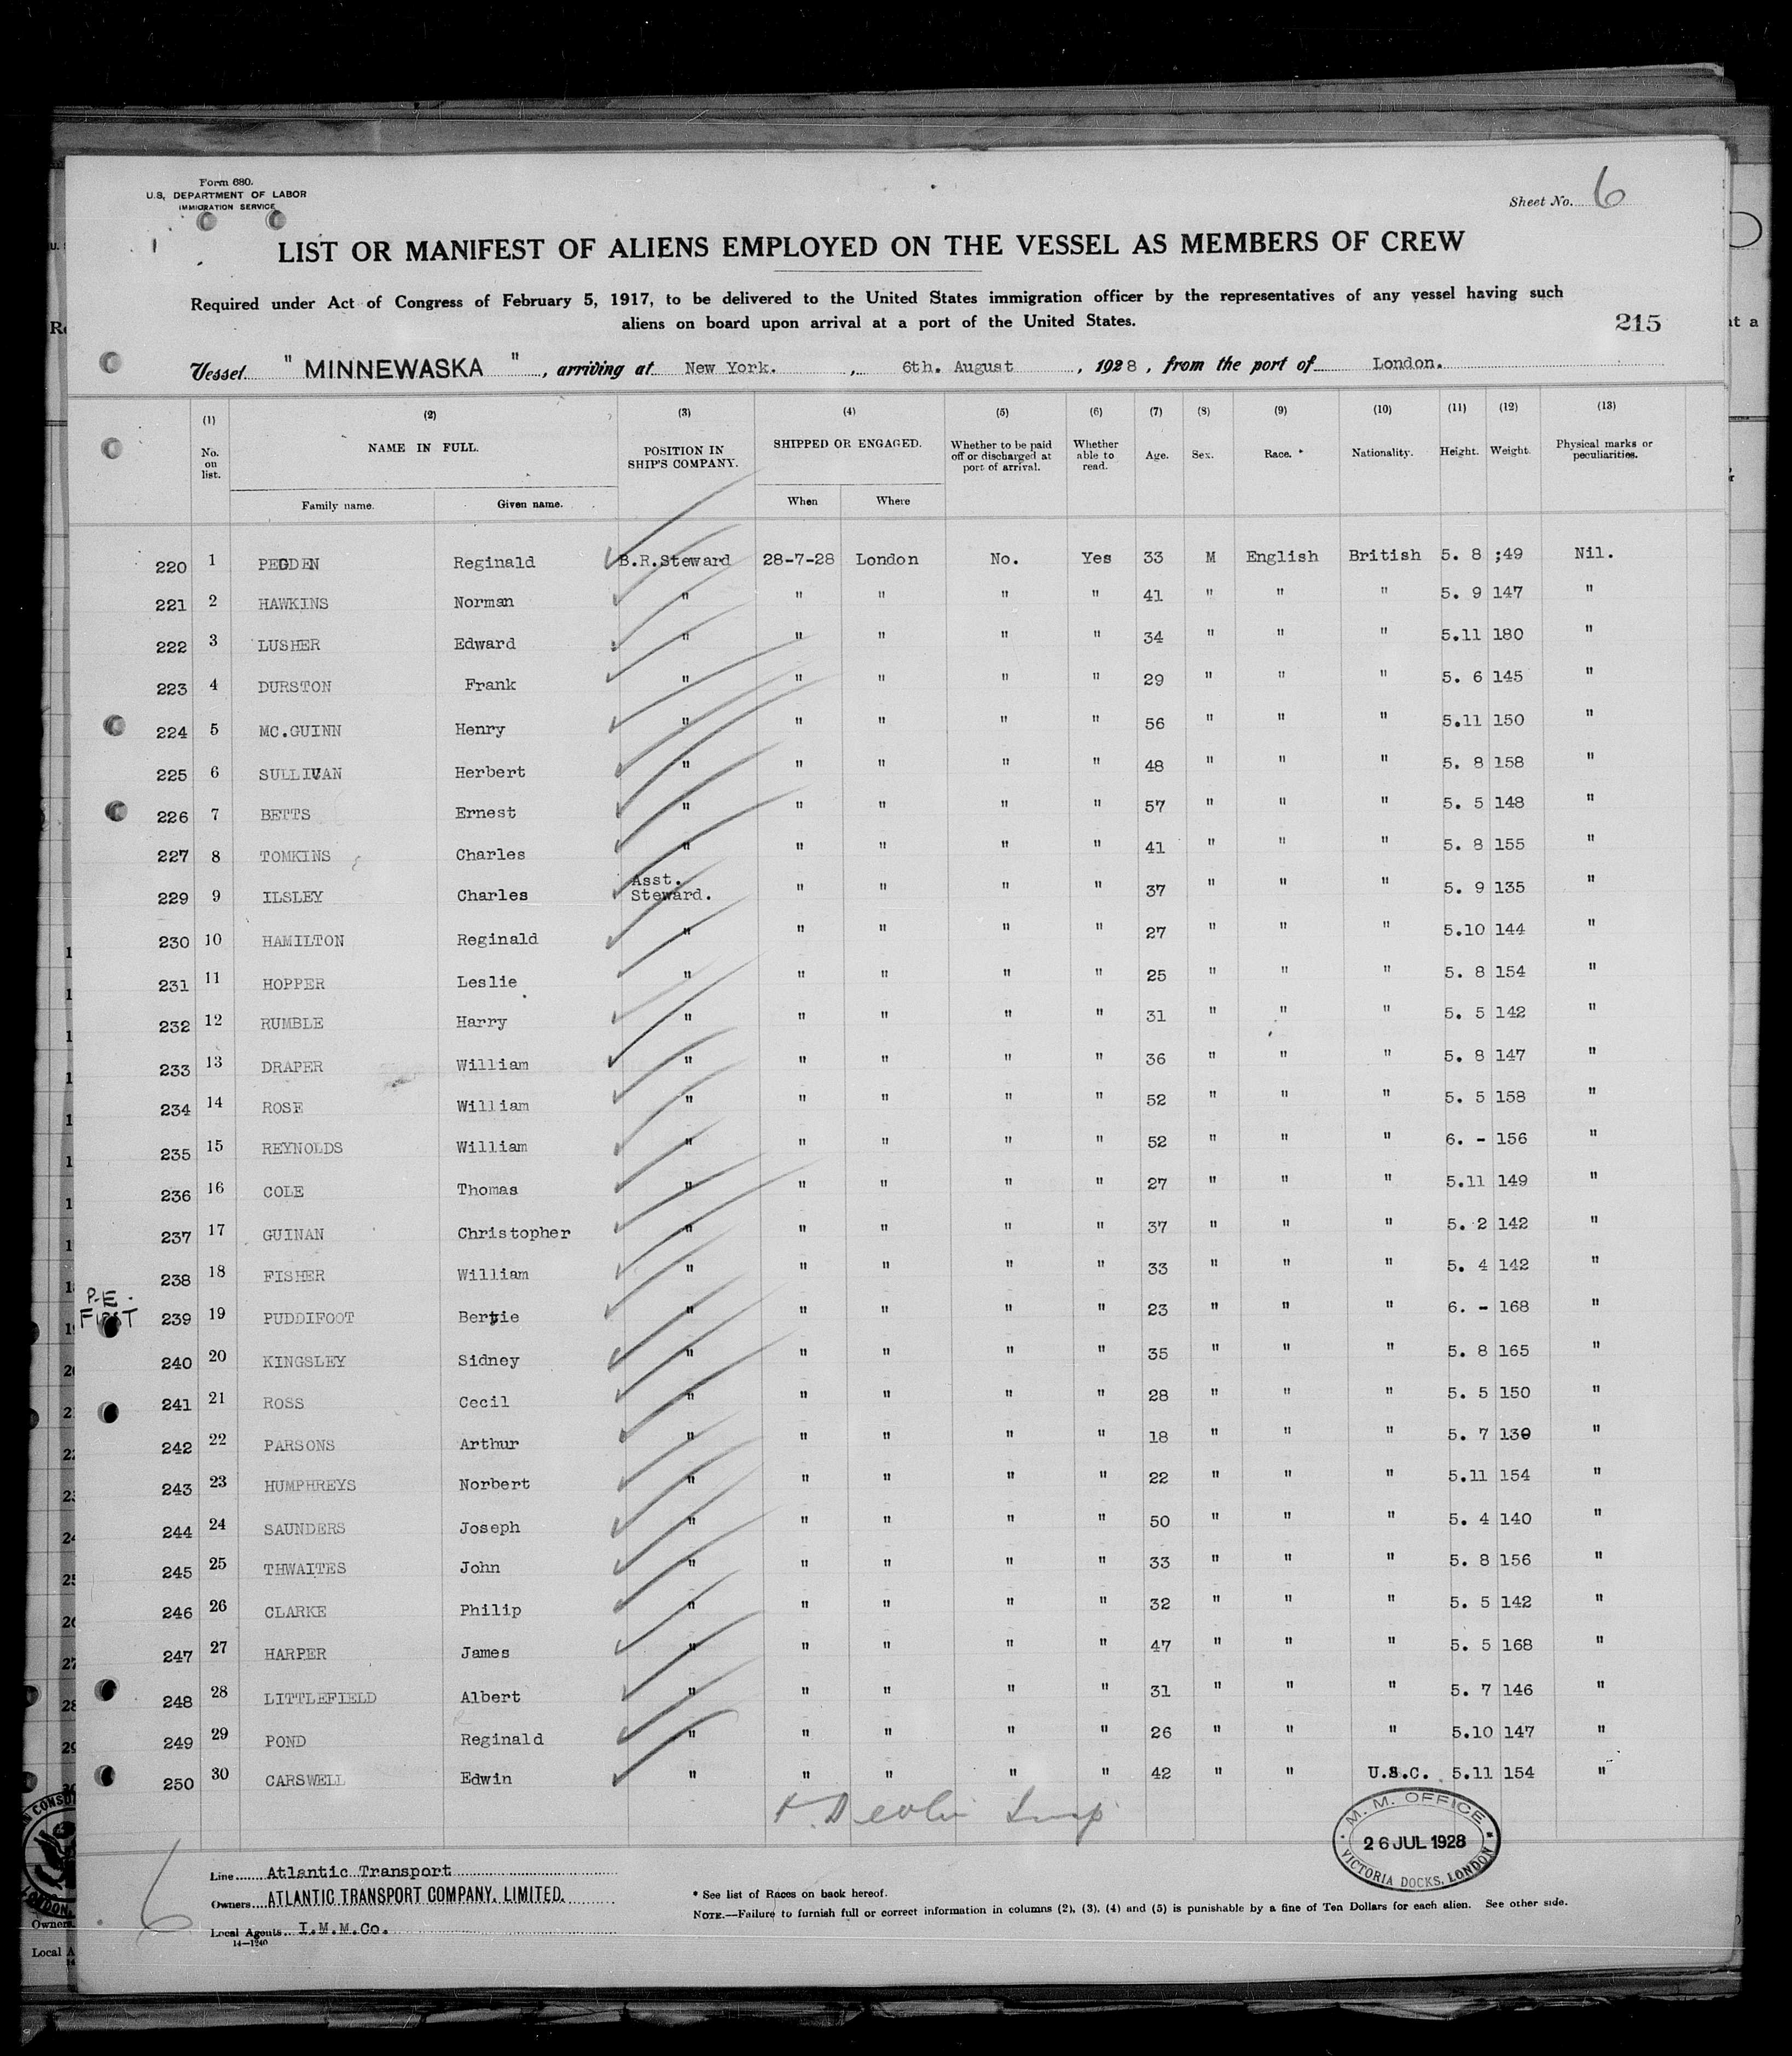 Form 680.
U.S. DEPARTMENT OF LABOR
IMMIGRATION SERVICE
Sheet No. 6
LIST OR MANIFEST OF ALIENS EMPLOYED ON THE VESSEL AS MEMBERS OF CREW
Required under Act of Congress of February 5, 1917, to be delivered to the United States immigration officer by the representatives of any vessel having such
aliens on board upon arrival at a port of the United States.
215
Vessel " MINNEWASKA ", arriving at New York. , 6th. August , 1928, from the port of London.
(1) (2) (3) (4) (5) (6) (7) (8) (9) (10) (11) (12) (13)
No. on list. NAME IN FULL. POSITION IN SHIP'S COMPANY. SHIPPED OR ENGAGED. Whether to be paid off or discharged at port of arrival. Whether able to read. Age. Sex. Race. * Nationality. Height. Weight. Physical marks or peculiarities.
Family name. Given name. When Where
220 1 PEGDEN Reginald B.R.Steward 28-7-28 London No. Yes 33 M English British 5. 8 ;49 Nil.
221 2 HAWKINS Norman " " " " " 41 " " " 5. 9 147 "
222 3 LUSHER Edward " " " " " 34 " " " 5.11 180 "
223 4 DURSTON Frank " " " " " 29 " " " 5. 6 145 "
224 5 MC.GUINN Henry " " " " " 56 " " " 5.11 150 "
225 6 SULLIVAN Herbert " " " " " 48 " " " 5. 8 158 "
226 7 BETTS Ernest " " " " " 57 " " " 5. 5 148 "
227 8 TOMKINS Charles " " " " " 41 " " " 5. 8 155 "
229 9 ILSLEY Charles Asst. Steward. " " " " 37 " " " 5. 9 135 "
230 10 HAMILTON Reginald " " " " " 27 " " " 5.10 144 "
231 11 HOPPER Leslie " " " " " 25 " " " 5. 8 154 "
232 12 RUMBLE Harry " " " " " 31 " " " 5. 5 142 "
233 13 DRAPER William " " " " " 36 " " " 5. 8 147 "
234 14 ROSE William " " " " " 52 " " " 5. 5 158 "
235 15 REYNOLDS William " " " " " 52 " " " 6. - 156 "
236 16 COLE Thomas " " " " " 27 " " " 5.11 149 "
237 17 GUINAN Christopher " " " " " 37 " " " 5. 2 142 "
238 18 FISHER William " " " " " 33 " " " 5. 4 142 "
P.E.-
FIRST
239 19 PUDDIFOOT Bertie " " " " " 23 " " " 6. - 168 "
240 20 KINGSLEY Sidney " " " " " 35 " " " 5. 8 165 "
241 21 ROSS Cecil " " " " " 28 " " " 5. 5 150 "
242 22 PARSONS Arthur " " " " " 18 " " " 5. 7 130 "
243 23 HUMPHREYS Norbert " " " " " 22 " " " 5.11 154 "
244 24 SAUNDERS Joseph " " " " " 50 " " " 5. 4 140 "
245 25 THWAITES John " " " " " 33 " " " 5. 8 156 "
246 26 CLARKE Philip " " " " " 32 " " " 5. 5 142 "
247 27 HARPER James " " " " " 47 " " " 5. 5 168 "
248 28 LITTLEFIELD Albert " " " " " 31 " " " 5. 7 146 "
249 29 POND Reginald " " " " " 26 " " " 5.10 147 "
250 30 CARSWELL Edwin " " " " " 42 " " U.S.C. 5.11 154 "
M. M. OFFICE
26 JUL 1928
VICTORIA DOCKS, LONDON
6
Line Atlantic Transport
Owners ATLANTIC TRANSPORT COMPANY, LIMITED.
Local Agents I.M.M.Co.
14—1240
* See list of Races on back hereof.
NOTE.—Failure to furnish full or correct information in columns (2), (3), (4) and (5) is punishable by a fine of Ten Dollars for each alien. See other side.